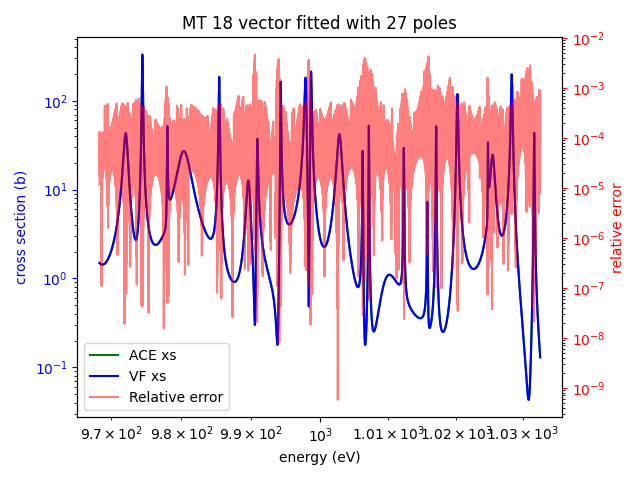 MT 18 vector fitted with 27 poles
10²
10¹
10⁰
10⁻¹
cross section (b)
10⁻²
10⁻³
10⁻⁴
10⁻⁵
10⁻⁶
10⁻⁷
10⁻⁸
10⁻⁹
relative error
ACE xs
VF xs
Relative error
9.7 × 10² 9.8 × 10² 9.9 × 10² 10³ 1.01 × 10³ 1.02 × 10³ 1.03 × 10³
energy (eV)